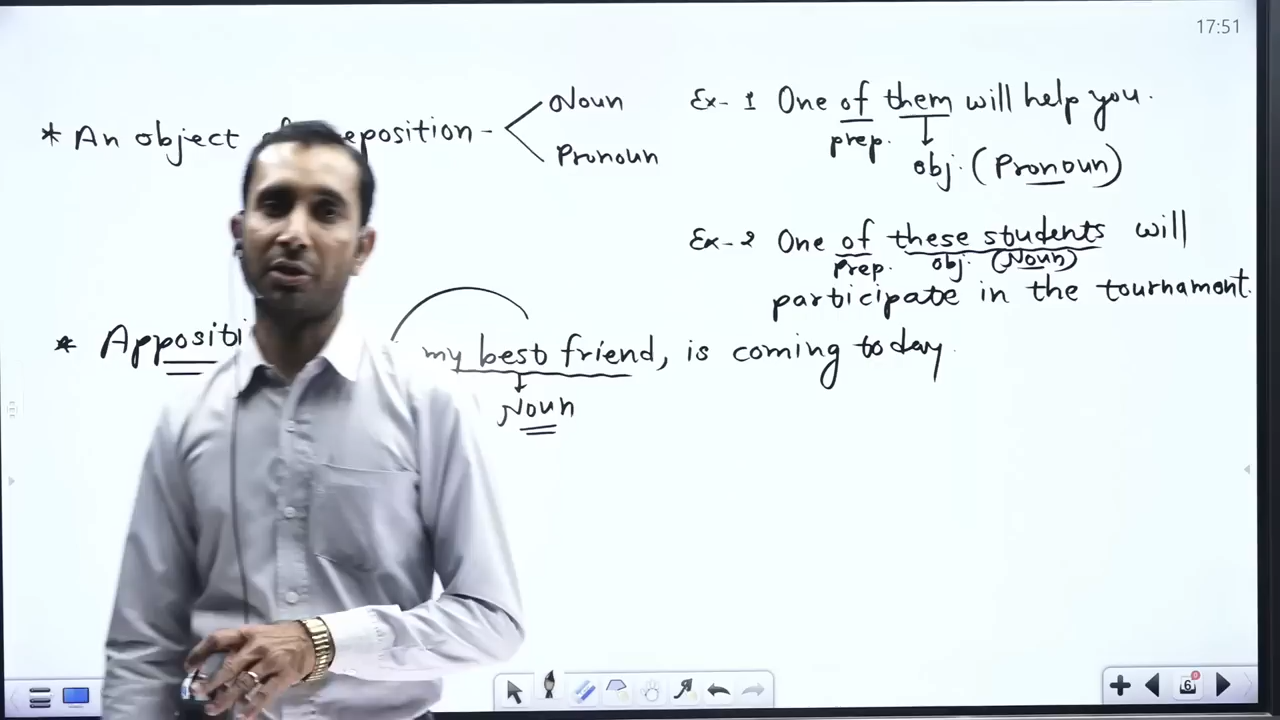 17:51
* An object preposition -
Noun
Pronoun
Ex- 1 One of them will help you.
prep.
obj. (Pronoun)
Ex- 2 One of these students will
prep. obj. (Noun)
participate in the tournament.
* Appositi
my best friend, is coming today.
Noun
6